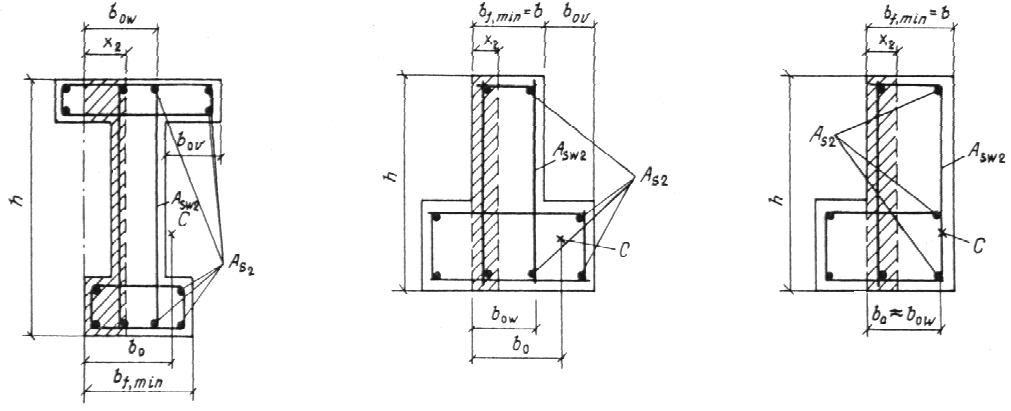 b₀w
x₂
h
b₀v
Asw2
C
As2
b₀
bf,min
bf,min = b
b₀v
x₂
h
Asw2
As2
C
b₀w
b₀
bf,min = b
x₂
h
As2
Asw2
C
b₀ ≈ b₀w